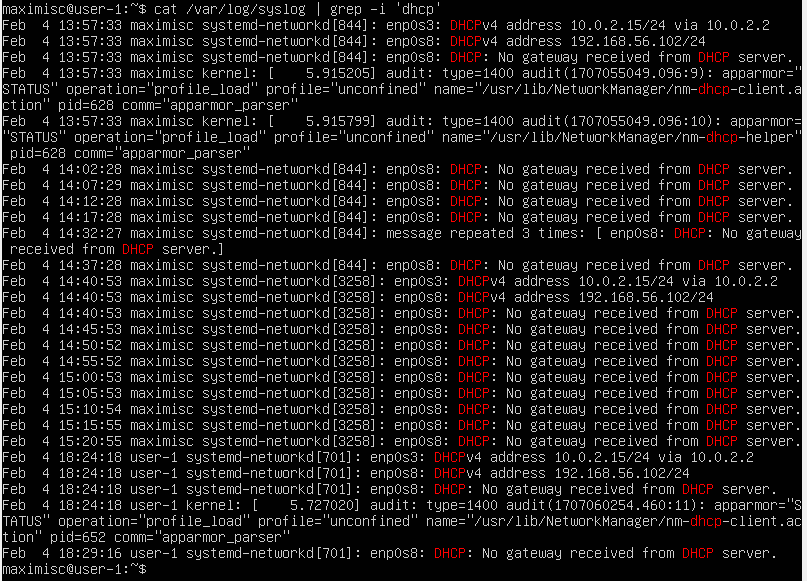 maximisc@user-1:~$ cat /var/log/syslog | grep -i 'dhcp'
Feb  4 13:57:33 maximisc systemd-networkd[844]: enp0s3: DHCPv4 address 10.0.2.15/24 via 10.0.2.2
Feb  4 13:57:33 maximisc systemd-networkd[844]: enp0s8: DHCPv4 address 192.168.56.102/24
Feb  4 13:57:33 maximisc systemd-networkd[844]: enp0s8: DHCP: No gateway received from DHCP server.
Feb  4 13:57:33 maximisc kernel: [    5.915205] audit: type=1400 audit(1707055049.096:9): apparmor="
STATUS" operation="profile_load" profile="unconfined" name="/usr/lib/NetworkManager/nm-dhcp-client.a
ction" pid=628 comm="apparmor_parser"
Feb  4 13:57:33 maximisc kernel: [    5.915799] audit: type=1400 audit(1707055049.096:10): apparmor=
"STATUS" operation="profile_load" profile="unconfined" name="/usr/lib/NetworkManager/nm-dhcp-helper"
 pid=628 comm="apparmor_parser"
Feb  4 14:02:28 maximisc systemd-networkd[844]: enp0s8: DHCP: No gateway received from DHCP server.
Feb  4 14:07:29 maximisc systemd-networkd[844]: enp0s8: DHCP: No gateway received from DHCP server.
Feb  4 14:12:28 maximisc systemd-networkd[844]: enp0s8: DHCP: No gateway received from DHCP server.
Feb  4 14:17:28 maximisc systemd-networkd[844]: enp0s8: DHCP: No gateway received from DHCP server.
Feb  4 14:32:27 maximisc systemd-networkd[844]: message repeated 3 times: [ enp0s8: DHCP: No gateway
 received from DHCP server.]
Feb  4 14:37:28 maximisc systemd-networkd[844]: enp0s8: DHCP: No gateway received from DHCP server.
Feb  4 14:40:53 maximisc systemd-networkd[3258]: enp0s3: DHCPv4 address 10.0.2.15/24 via 10.0.2.2
Feb  4 14:40:53 maximisc systemd-networkd[3258]: enp0s8: DHCPv4 address 192.168.56.102/24
Feb  4 14:40:53 maximisc systemd-networkd[3258]: enp0s8: DHCP: No gateway received from DHCP server.
Feb  4 14:45:53 maximisc systemd-networkd[3258]: enp0s8: DHCP: No gateway received from DHCP server.
Feb  4 14:50:52 maximisc systemd-networkd[3258]: enp0s8: DHCP: No gateway received from DHCP server.
Feb  4 14:55:52 maximisc systemd-networkd[3258]: enp0s8: DHCP: No gateway received from DHCP server.
Feb  4 15:00:53 maximisc systemd-networkd[3258]: enp0s8: DHCP: No gateway received from DHCP server.
Feb  4 15:05:53 maximisc systemd-networkd[3258]: enp0s8: DHCP: No gateway received from DHCP server.
Feb  4 15:10:54 maximisc systemd-networkd[3258]: enp0s8: DHCP: No gateway received from DHCP server.
Feb  4 15:15:55 maximisc systemd-networkd[3258]: enp0s8: DHCP: No gateway received from DHCP server.
Feb  4 15:20:55 maximisc systemd-networkd[3258]: enp0s8: DHCP: No gateway received from DHCP server.
Feb  4 18:24:18 user-1 systemd-networkd[701]: enp0s3: DHCPv4 address 10.0.2.15/24 via 10.0.2.2
Feb  4 18:24:18 user-1 systemd-networkd[701]: enp0s8: DHCPv4 address 192.168.56.102/24
Feb  4 18:24:18 user-1 systemd-networkd[701]: enp0s8: DHCP: No gateway received from DHCP server.
Feb  4 18:24:18 user-1 kernel: [    5.727020] audit: type=1400 audit(1707060254.460:11): apparmor="S
TATUS" operation="profile_load" profile="unconfined" name="/usr/lib/NetworkManager/nm-dhcp-client.ac
tion" pid=652 comm="apparmor_parser"
Feb  4 18:29:16 user-1 systemd-networkd[701]: enp0s8: DHCP: No gateway received from DHCP server.
maximisc@user-1:~$